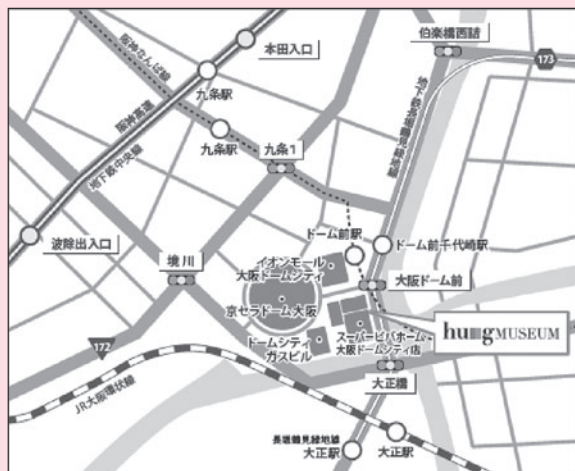 本田入口
伯楽橋西詰
173
阪神なんば線
九条駅
阪神高速
地下鉄中央線
九条駅
九条1
地下鉄長堀鶴見緑地線
波除出入口
境川
ドーム前駅
ドーム前千代崎駅
イオンモール
大阪ドームシティ
大阪ドーム前
京セラドーム大阪
hu■gMUSEUM
スーパービバホーム
大阪ドームシティ店
ドームシティ
ガスビル
172
大正橋
JR大阪環状線
長堀鶴見緑地線
大正駅
大正駅